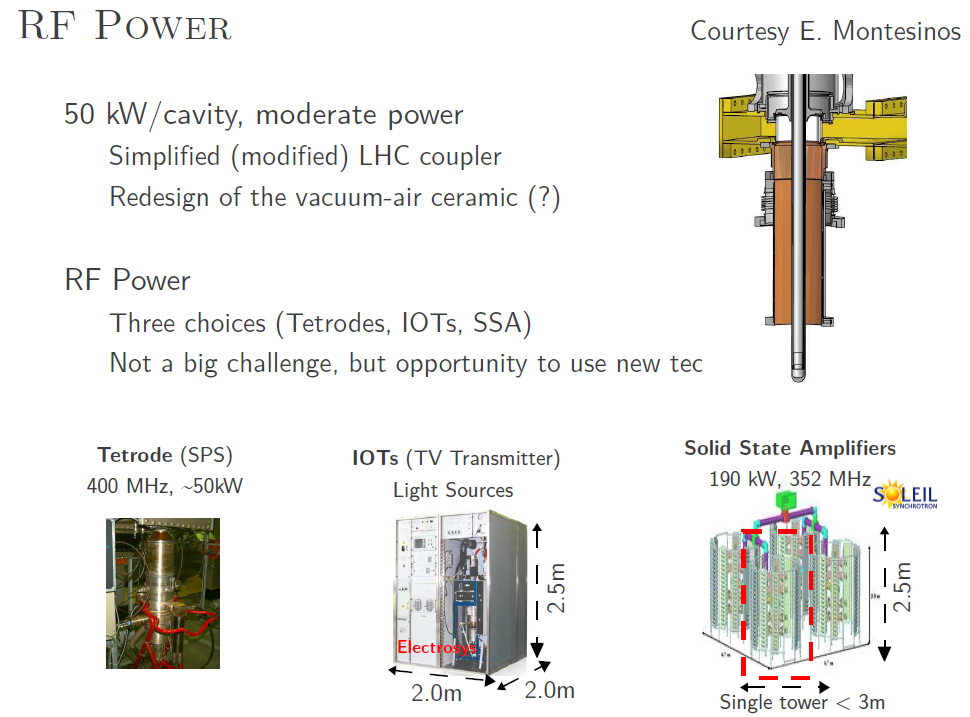 RF Power
Courtesy E. Montesinos
50 kW/cavity, moderate power
Simplified (modified) LHC coupler
Redesign of the vacuum-air ceramic (?)
RF Power
Three choices (Tetrodes, IOTs, SSA)
Not a big challenge, but opportunity to use new tec
Tetrode (SPS)
400 MHz, ~50kW
IOTs (TV Transmitter)
Light Sources
Solid State Amplifiers
190 kW, 352 MHz
SOLEIL
SYNCHROTRON
Electrosys
2.5m
2.0m
2.0m
2.5m
Single tower < 3m